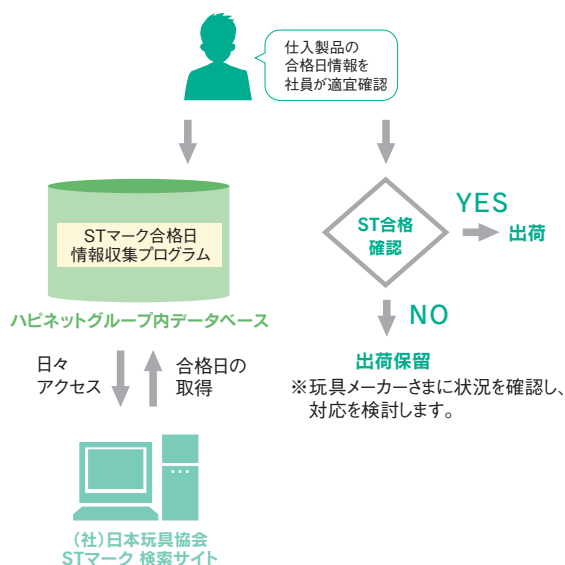 仕入製品の
合格日情報を
社員が適宜確認
STマーク合格日
情報収集プログラム
ハピネットグループ内データベース
日々
アクセス
合格日の
取得
(社)日本玩具協会
STマーク 検索サイト
ST合格
確認
YES
出荷
NO
出荷保留
※玩具メーカーさまに状況を確認し、
対応を検討します。